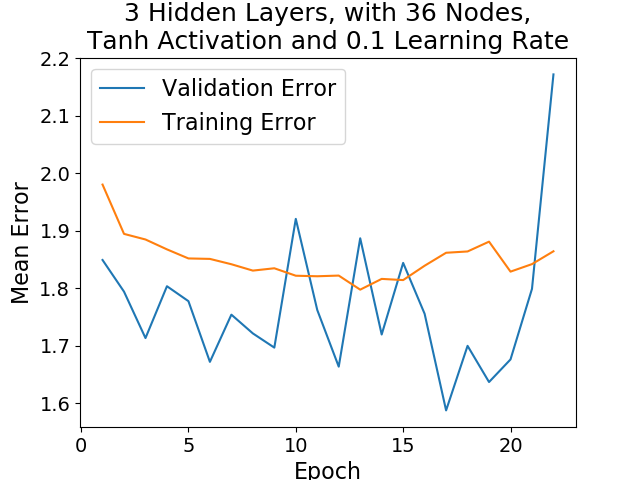 3 Hidden Layers, with 36 Nodes,
Tanh Activation and 0.1 Learning Rate
Validation Error
Training Error
Mean Error
2.2
2.1
2.0
1.9
1.8
1.7
1.6
0 5 10 15 20
Epoch